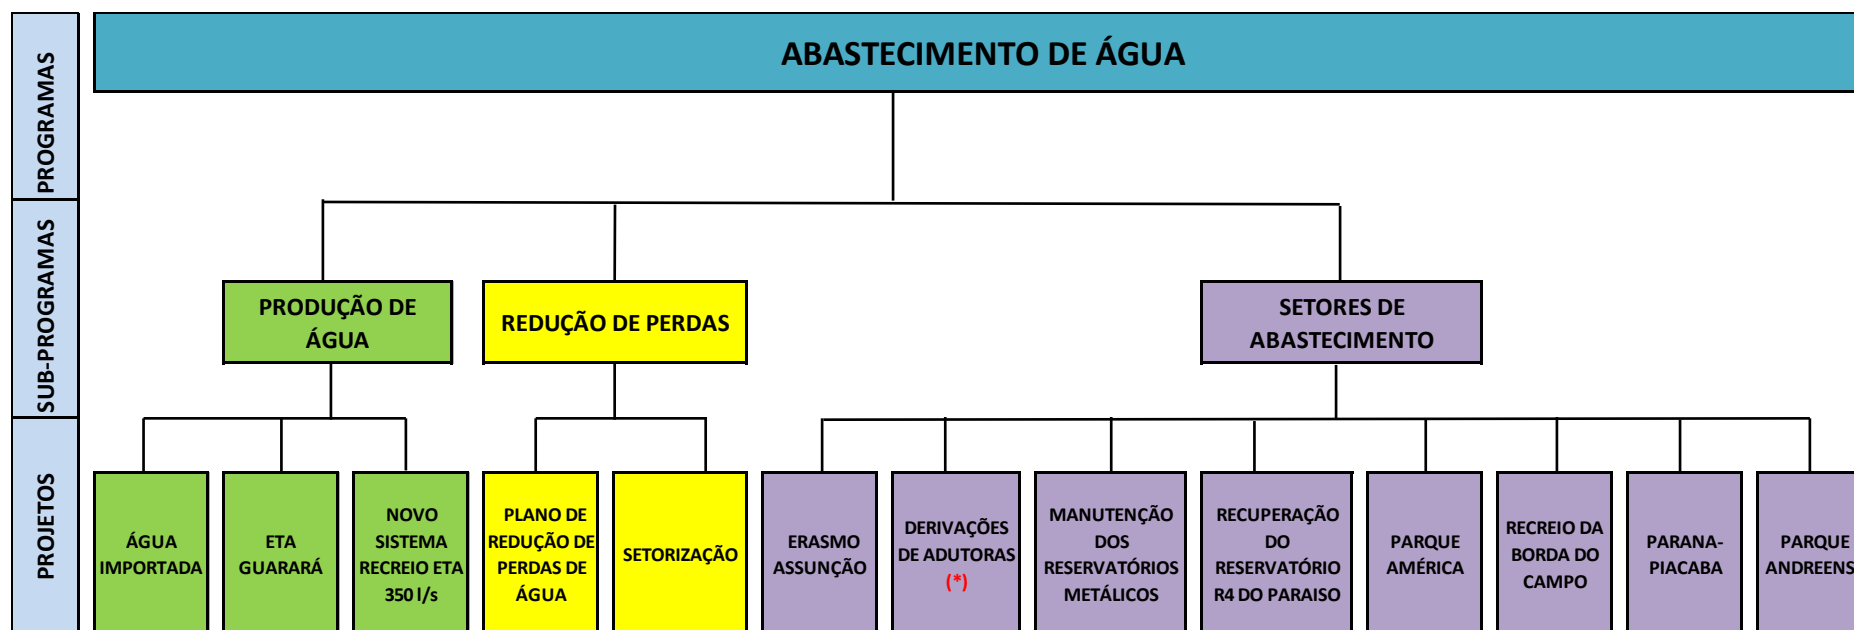 PROGRAMAS
ABASTECIMENTO DE ÁGUA
SUB-PROGRAMAS
PRODUÇÃO DE
ÁGUA
REDUÇÃO DE PERDAS
SETORES DE
ABASTECIMENTO
PROJETOS
ÁGUA
IMPORTADA
ETA
GUARARÁ
NOVO
SISTEMA
RECREIO ETA
350 l/s
PLANO DE
REDUÇÃO DE
PERDAS DE
ÁGUA
SETORIZAÇÃO
ERASMO
ASSUNÇÃO
DERIVAÇÕES
DE ADUTORAS
(*)
MANUTENÇÃO
DOS
RESERVATÓRIOS
METÁLICOS
RECUPERAÇÃO
DO
RESERVATÓRIO
R4 DO PARAISO
PARQUE
AMÉRICA
RECREIO DA
BORDA DO
CAMPO
PARANA-
PIACABA
PARQUE
ANDREENS